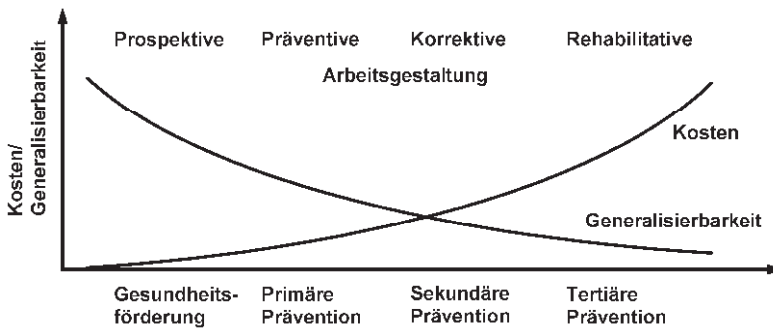 Prospektive Präventive Korrektive Rehabilitative
Arbeitsgestaltung
Kosten/
Generalisierbarkeit
Kosten
Generalisierbarkeit
Gesundheits- Primäre Sekundäre Tertiäre
förderung Prävention Prävention Prävention